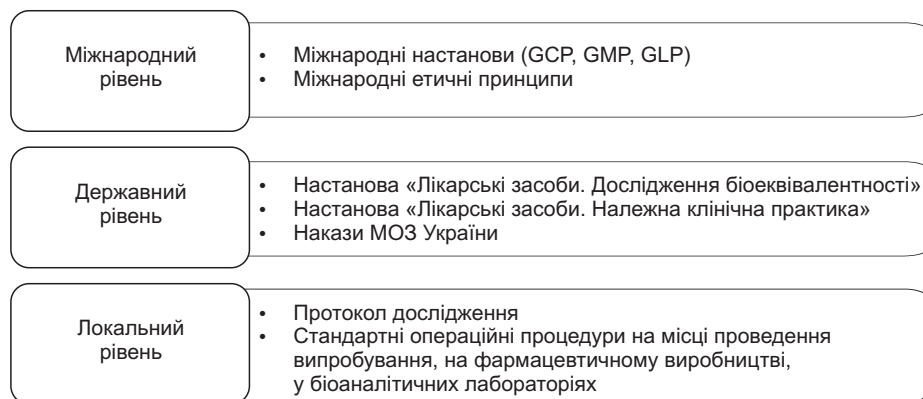 Міжнародний
рівень
• Міжнародні настанови (GCP, GMP, GLP)
• Міжнародні етичні принципи
Державний
рівень
• Настанова «Лікарські засоби. Дослідження біоеквівалентності»
• Настанова «Лікарські засоби. Належна клінічна практика»
• Накази МОЗ України
Локальний
рівень
• Протокол дослідження
• Стандартні операційні процедури на місці проведення
випробування, на фармацевтичному виробництві,
у біоаналітичних лабораторіях